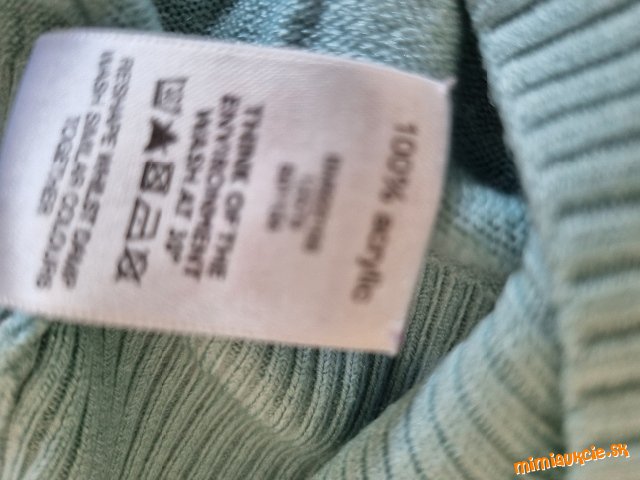 100% acrylic
THINK OF THE
ENVIRONMENT
WASH AT 30°
RESHAPE WHILST DAMP
WASH SIMILAR COLOURS
TOGETHER
mimiaukcie.sk